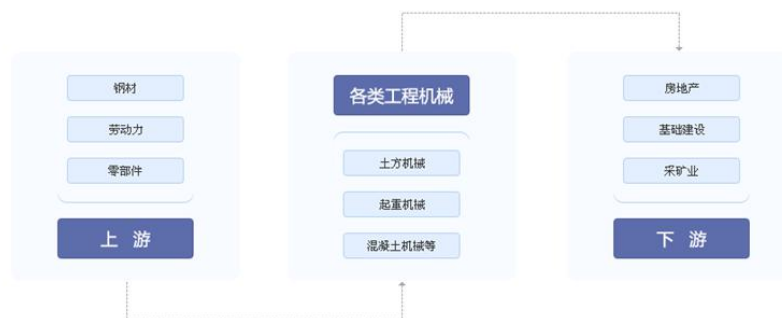 钢材
劳动力
零部件
上游
各类工程机械
土方机械
起重机械
混凝土机械等
房地产
基础建设
采矿业
下游